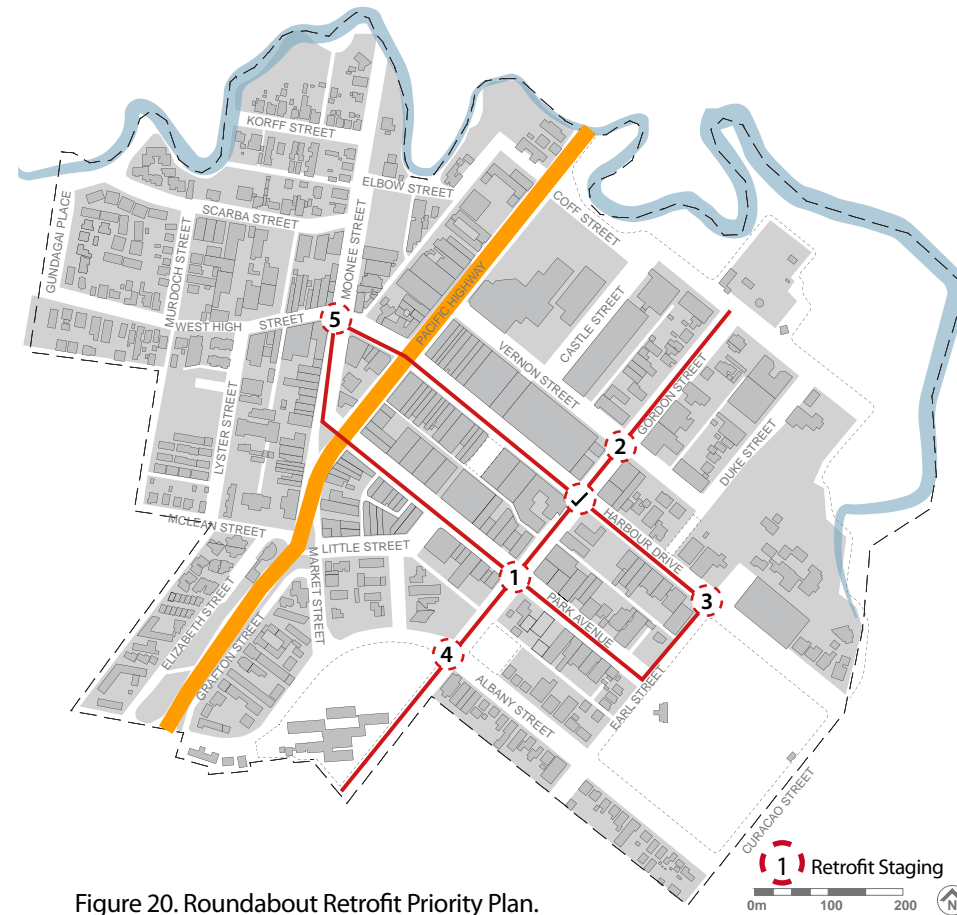 KORFF STREET
ELBOW STREET
SCARBA STREET
GUNDAGAI PLACE
MURDOCH STREET
MOONEE STREET
COFF STREET
WEST HIGH STREET
5
PACIFIC HIGHWAY
CASTLE STREET
VERNON STREET
GORDON STREET
LYSTER STREET
2
DUKE STREET
✓
HARBOUR DRIVE
MCLEAN STREET
LITTLE STREET
MARKET STREET
1
PARK AVENUE
3
ELIZABETH STREET
GRAFTON STREET
4
ALBANY STREET
EARL STREET
CURACAO STREET
1 Retrofit Staging
0m 100 200 N
Figure 20. Roundabout Retrofit Priority Plan.